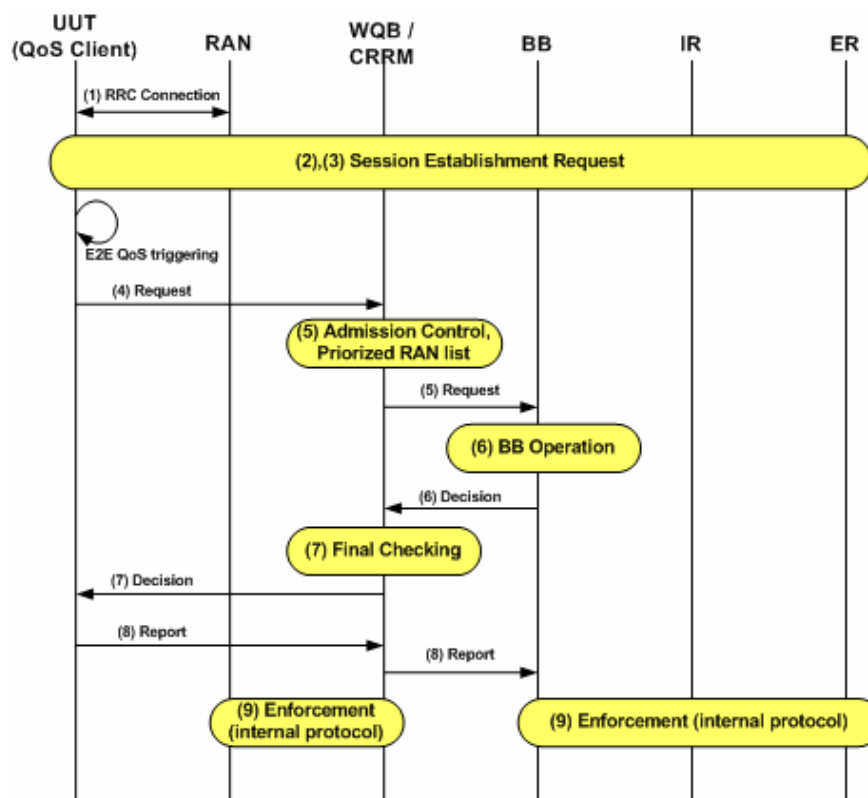 UUT
(QoS Client)
RAN
WQB /
CRRM
BB
IR
ER
(1) RRC Connection
(2),(3) Session Establishment Request
E2E QoS triggering
(4) Request
(5) Admission Control,
Priorized RAN list
(5) Request
(6) BB Operation
(6) Decision
(7) Final Checking
(7) Decision
(8) Report
(8) Report
(9) Enforcement
(internal protocol)
(9) Enforcement (internal protocol)